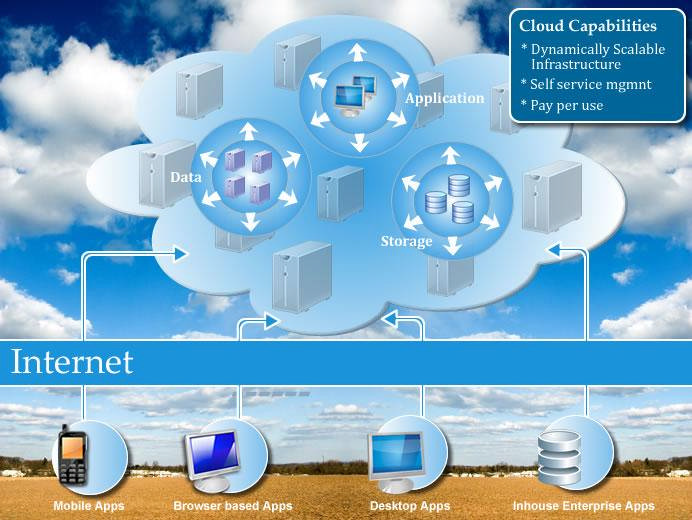 Cloud Capabilities
* Dynamically Scalable
Infrastructure
* Self service mgmnt
* Pay per use
Application
Data
Storage
Internet
Mobile Apps
Browser based Apps
Desktop Apps
Inhouse Enterprise Apps